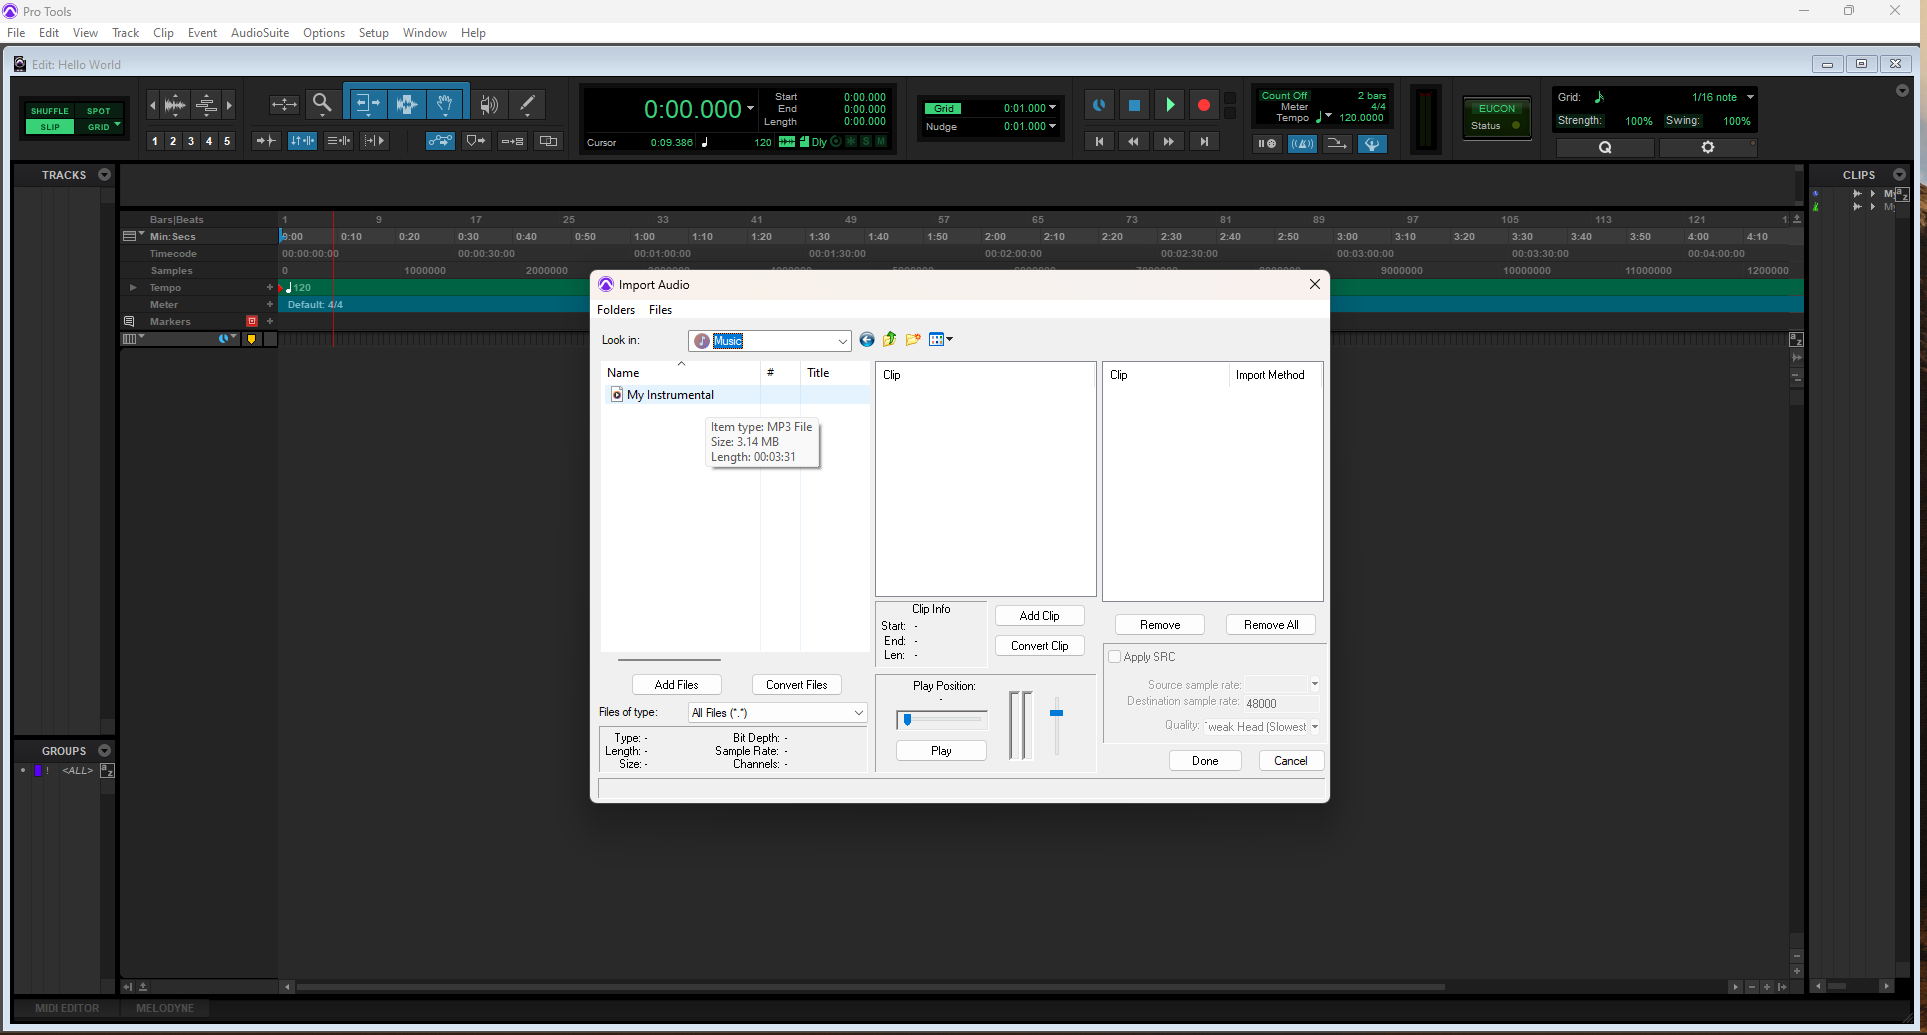 Pro Tools
File Edit View Track Clip Event AudioSuite Options Setup Window Help
Edit: Hello World
SHUFFLE SPOT
SLIP GRID
1 2 3 4 5
0:00.000
Start 0:00.000
End 0:00.000
Length 0:00.000
Cursor 0:09.386 120 Dly S M
Grid 0:01.000
Nudge 0:01.000
Count Off 2 bars
Meter 4/4
Tempo 120.0000
EUCON
Status
Grid: 1/16 note
Strength: 100% Swing: 100%
Q
TRACKS
CLIPS
Bars|Beats 1 9 17 25 33 41 49 57 65 73 81 89 97 105 113 121
Min:Secs 0:00 0:10 0:20 0:30 0:40 0:50 1:00 1:10 1:20 1:30 1:40 1:50 2:00 2:10 2:20 2:30 2:40 2:50 3:00 3:10 3:20 3:30 3:40 3:50 4:00 4:10
Timecode 00:00:00:00 00:00:30:00 00:01:00:00 00:01:30:00 00:02:00:00 00:02:30:00 00:03:00:00 00:03:30:00 00:04:00:00
Samples 0 1000000 2000000 9000000 10000000 11000000 1200000
Tempo 120
Meter Default: 4/4
Markers
Import Audio
Folders Files
Look in: Music
Name # Title
My Instrumental
Item type: MP3 File
Size: 3.14 MB
Length: 00:03:31
Clip
Clip Import Method
Clip Info
Start: -
End: -
Len: -
Add Clip
Convert Clip
Remove Remove All
Apply SRC
Source sample rate:
Destination sample rate: 48000
Quality: weak Head (Slowest
Add Files Convert Files
Files of type: All Files (*.*)
Type: - Bit Depth: -
Length: - Sample Rate: -
Size: - Channels: -
Play Position:
-
Play
Done Cancel
GROUPS
! <ALL> a z
MIDI EDITOR MELODYNE